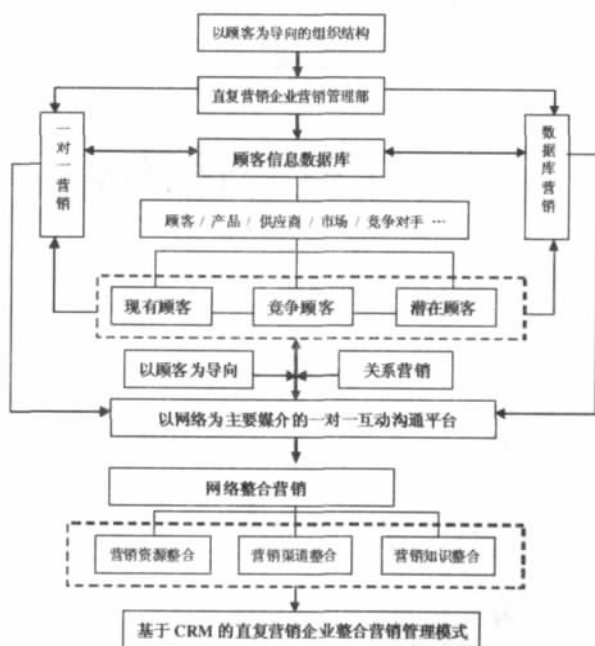 以顾客为导向的组织结构
直复营销企业营销管理部
一对一营销
顾客信息数据库
数据库营销
顾客 / 产品 / 供应商 / 市场 / 竞争对手 …
现有顾客
竞争顾客
潜在顾客
以顾客为导向
关系营销
以网络为主要媒介的一对一互动沟通平台
网络整合营销
营销资源整合
营销渠道整合
营销知识整合
基于 CRM 的直复营销企业整合营销管理模式